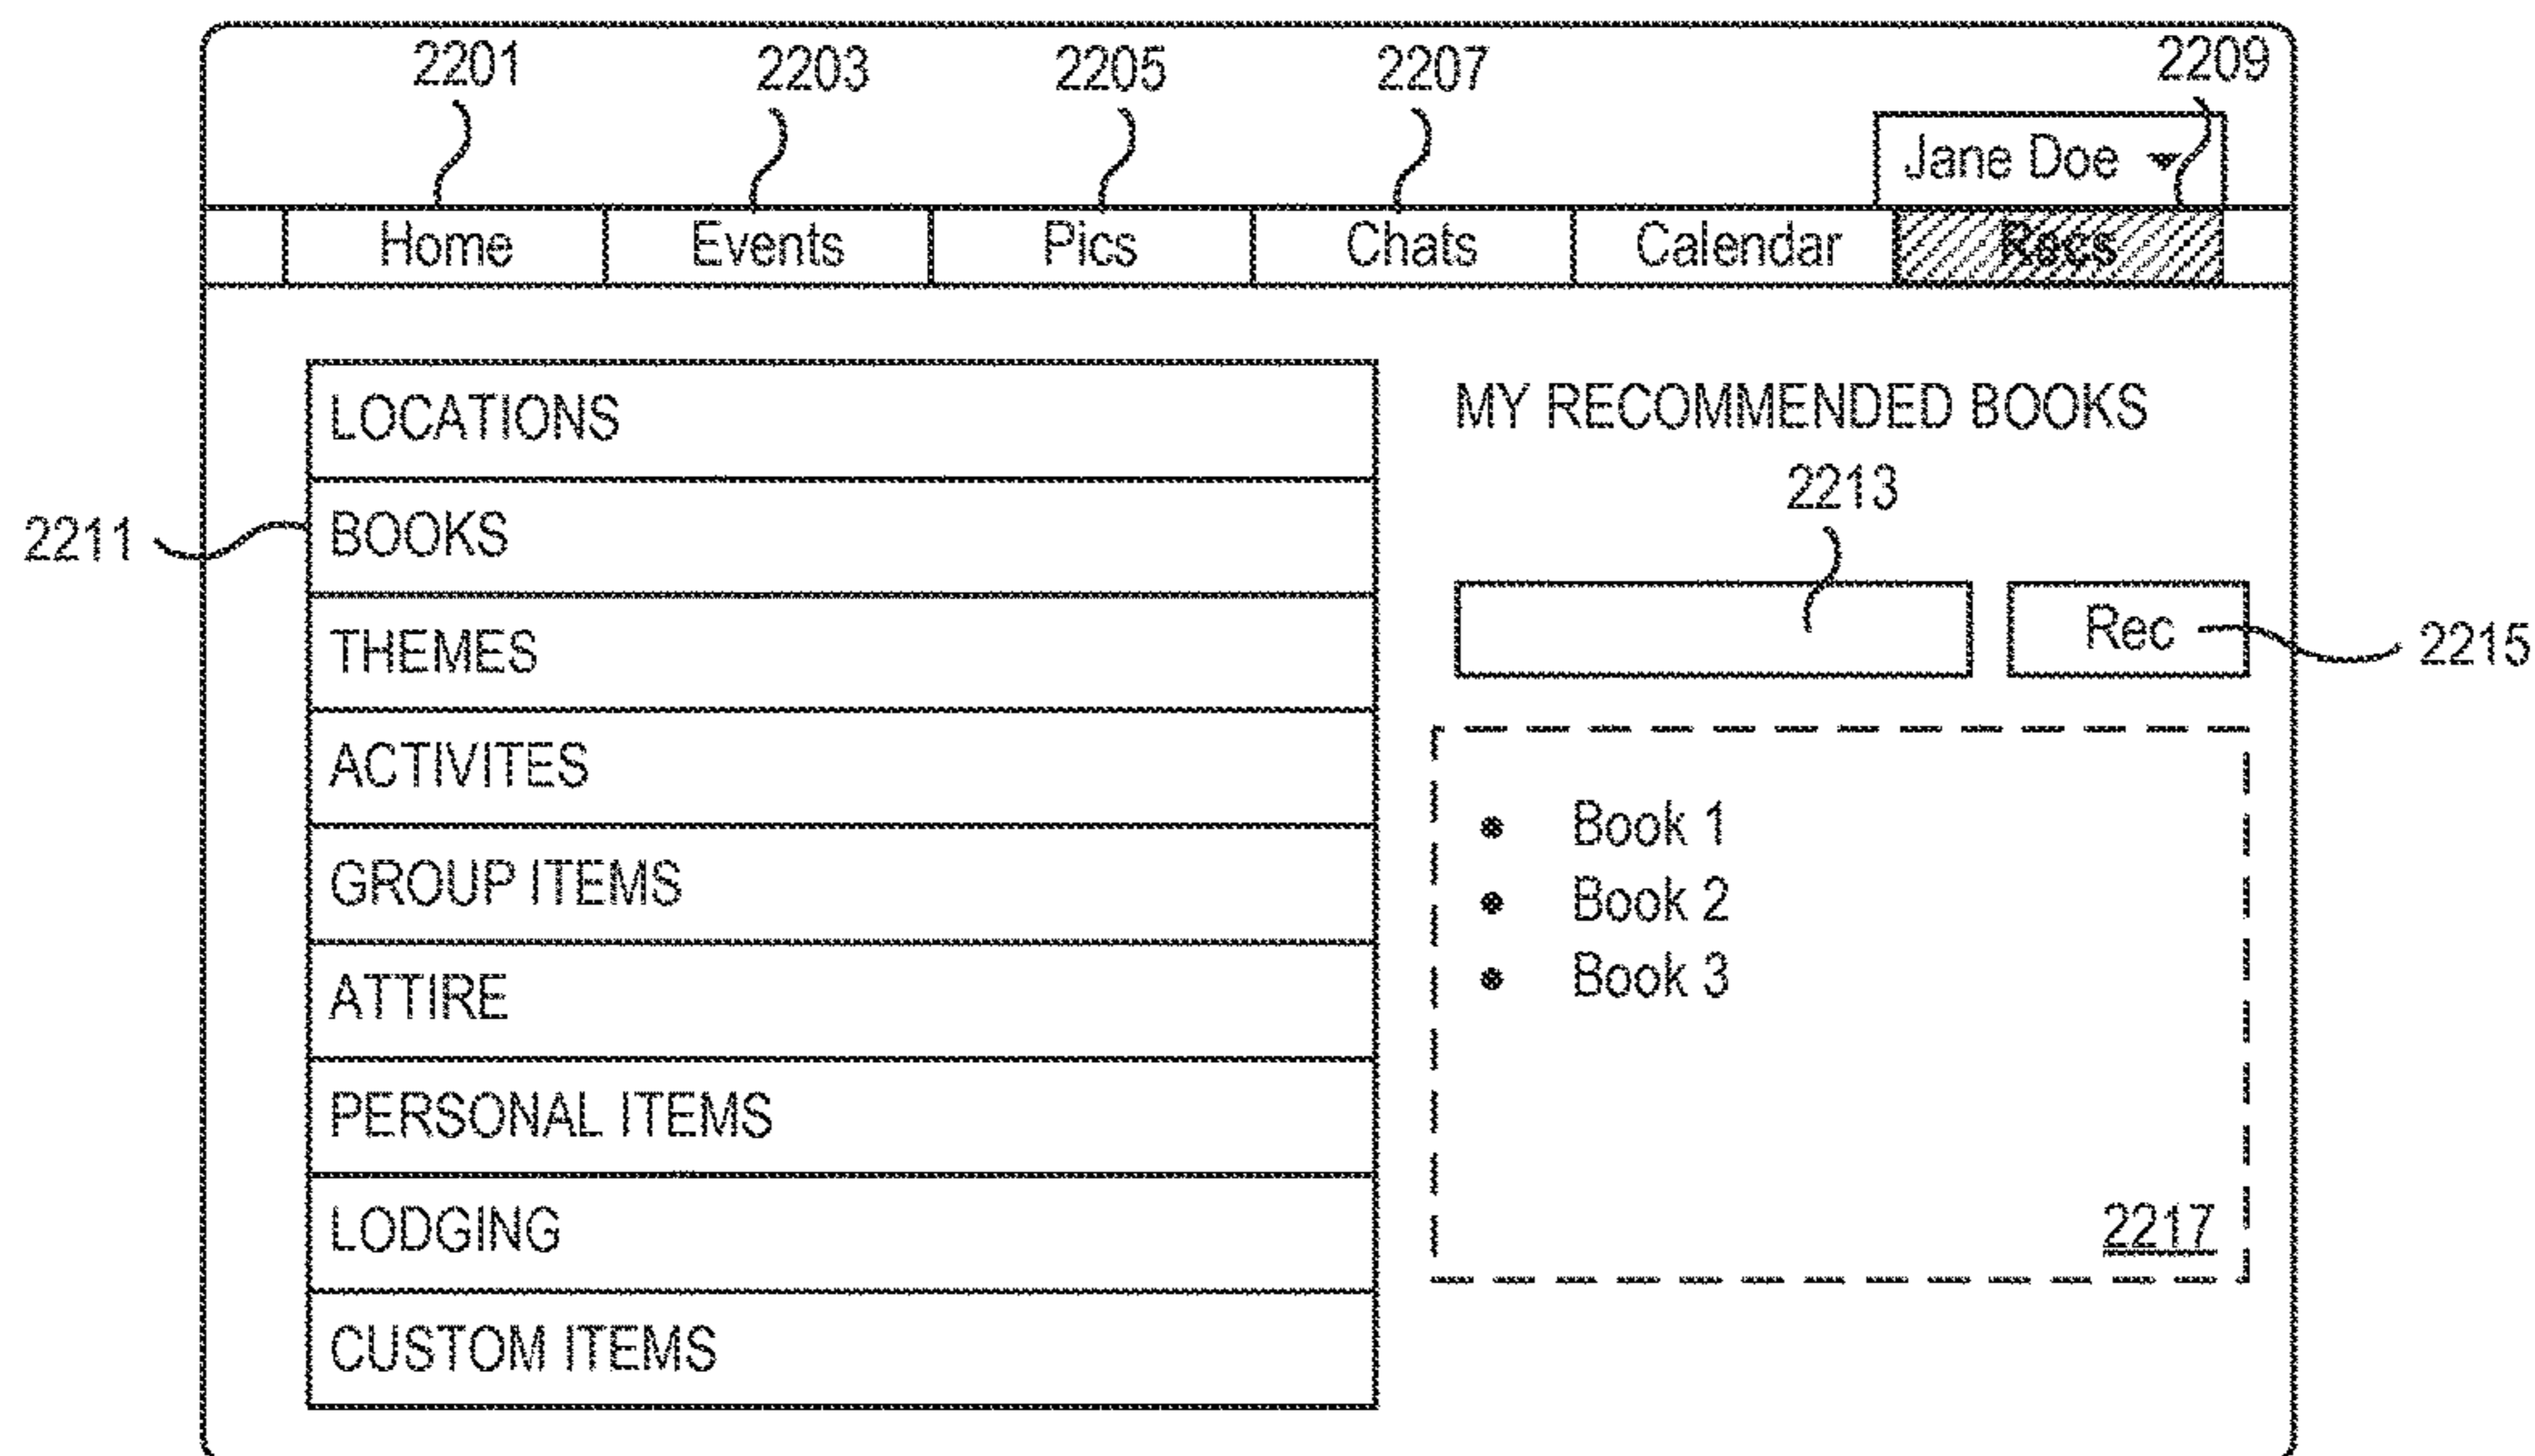 2201 2203 2205 2207 2209
Jane Doe
Home Events Pics Chats Calendar Recs
LOCATIONS
2211
BOOKS
THEMES
ACTIVITES
GROUP ITEMS
ATTIRE
PERSONAL ITEMS
LODGING
CUSTOM ITEMS
MY RECOMMENDED BOOKS
2213
Rec
2215
• Book 1
• Book 2
• Book 3
2217